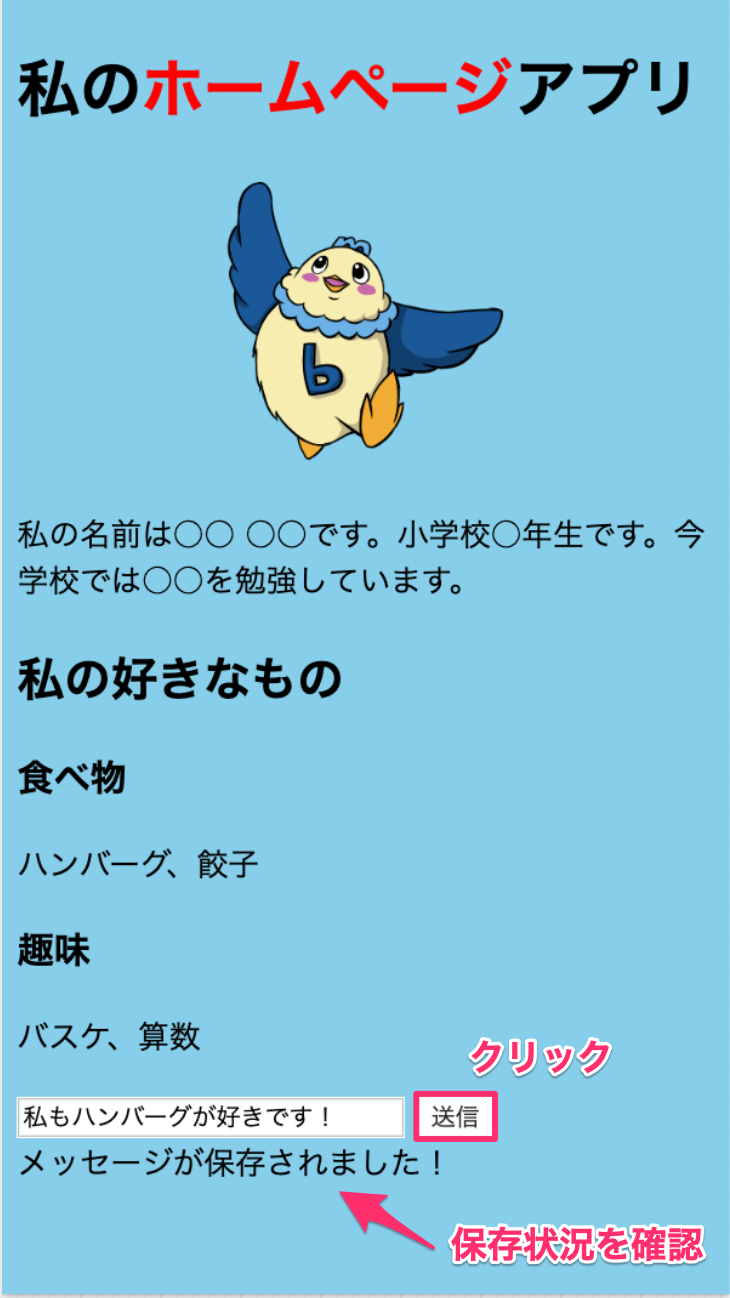 私のホームページアプリ
b
私の名前は〇〇 〇〇です。小学校〇年生です。今
学校では〇〇を勉強しています。
私の好きなもの
食べ物
ハンバーグ、餃子
趣味
バスケ、算数
クリック
私もハンバーグが好きです！ 送信
メッセージが保存されました！
保存状況を確認